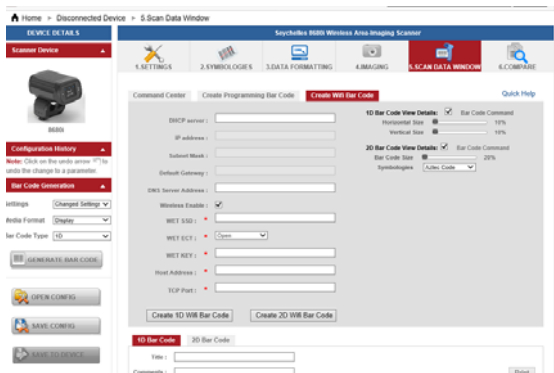 Home > Disconnected Device > 5.Scan Data Window
DEVICE DETAILS
Seychelles 8680i Wireless Area-Imaging Scanner
Scanner Device
8680i
1.SETTINGS
2.SYMBOLOGIES
3.DATA FORMATTING
4.IMAGING
5.SCAN DATA WINDOW
6.COMPARE
Command Center
Create Programming Bar Code
Create Wifi Bar Code
Quick Help
DHCP server :
IP address :
Subnet Mask :
Default Gateway :
DNS Server Address :
Wireless Enable :
WET SSD : *
WET ECY : * Open
WET KEY : *
Host Address : *
TCP Port : *
Create 1D Wifi Bar Code
Create 2D Wifi Bar Code
1D Bar Code View Details: Bar Code Command
Horizontal Size 10%
Vertical Size 10%
2D Bar Code View Details: Bar Code Command
Bar Code Size 20%
Symbologies Aztec Code
Configuration History
Note: Click on the undo arrow to
undo the change to a parameter.
Bar Code Generation
Settings Changed Settings
Media Format Display
Bar Code Type 1D
GENERATE BAR CODE
OPEN CONFIG
SAVE CONFIG
SAVE TO DEVICE
1D Bar Code
2D Bar Code
Title :
Comments :
Print